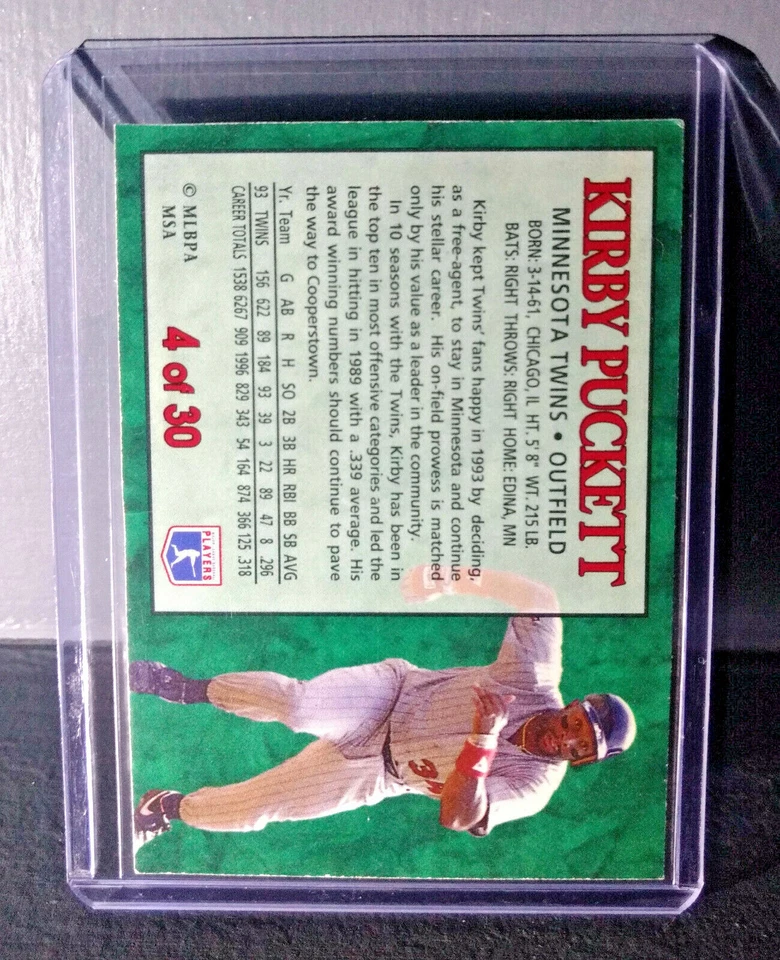 KIRBY PUCKETT
MINNESOTA TWINS • OUTFIELD
BORN: 3-14-61, CHICAGO, IL HT. 5'8" WT. 215 LB.
BATS: RIGHT THROWS: RIGHT HOME: EDINA, MN
Kirby kept Twins' fans happy in 1993 by deciding,
as a free-agent, to stay in Minnesota and continue
his stellar career. His on-field prowess is matched
only by his value as a leader in the community.
In 10 seasons with the Twins, Kirby has been in
the top ten in most offensive categories and led the
league in hitting in 1989 with a .339 average. His
award winning numbers should continue to pave
the way to Cooperstown.
Yr. Team G AB R H SO 2B 3B HR RBI BB SB AVG
93 TWINS 156 622 89 184 93 39 3 22 89 47 8 .296
CAREER TOTALS 1538 6267 909 1996 829 343 54 164 874 366 125 .318
© MLBPA
MSA
4 of 30
PLAYERS